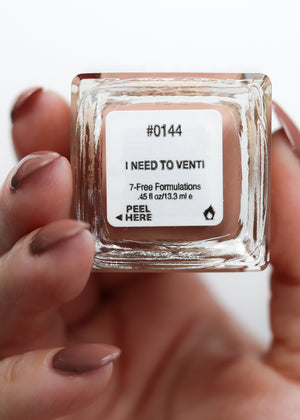 #0144
I NEED TO VENTI
7-Free Formulations
.45 fl oz/13.3 ml e
PEEL
HERE